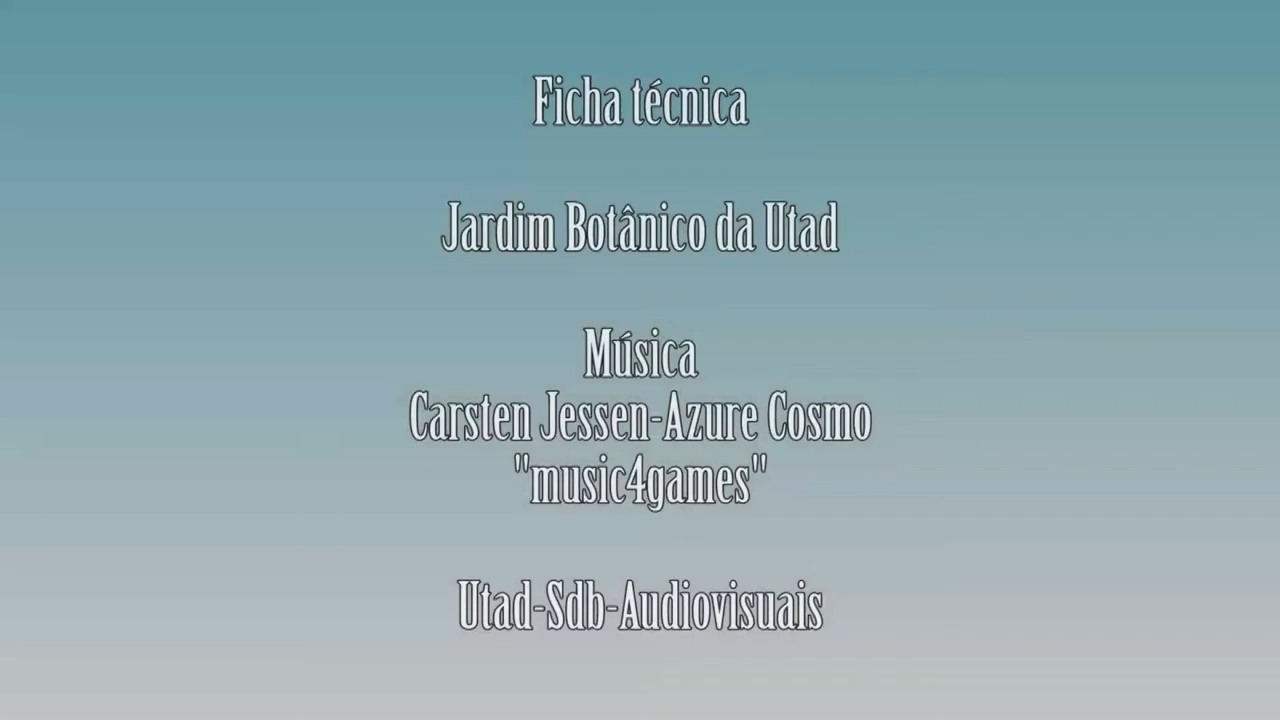 Ficha técnica
Jardim Botânico da Utad
Música
Carsten Jessen-Azure Cosmo
"music4games"
Utad-Sdb-Audiovisuais